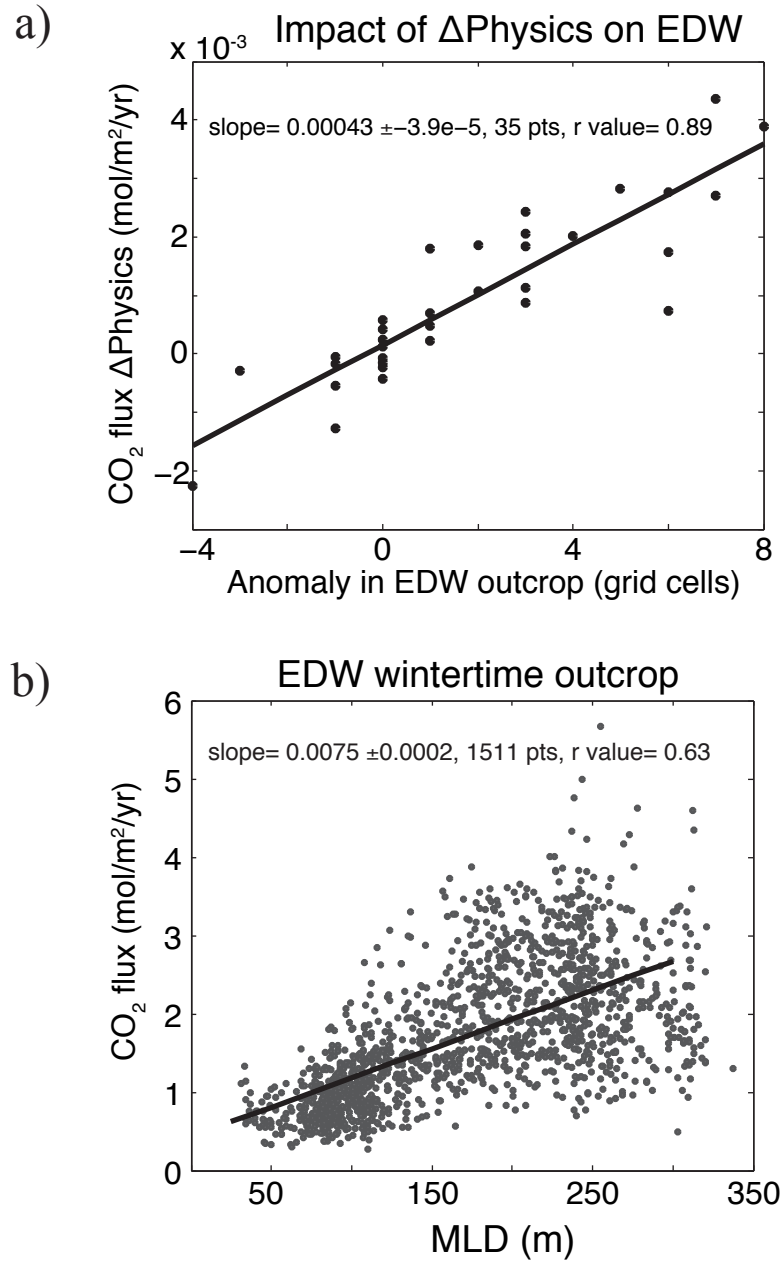 a)
Impact of ΔPhysics on EDW
x 10⁻³
slope= 0.00043 ±−3.9e−5, 35 pts, r value= 0.89
CO₂ flux ΔPhysics (mol/m²/yr)
4
2
0
−2
−4 0 4 8
Anomaly in EDW outcrop (grid cells)
b)
EDW wintertime outcrop
slope= 0.0075 ±0.0002, 1511 pts, r value= 0.63
CO₂ flux (mol/m²/yr)
6
5
4
3
2
1
0
50 150 250 350
MLD (m)